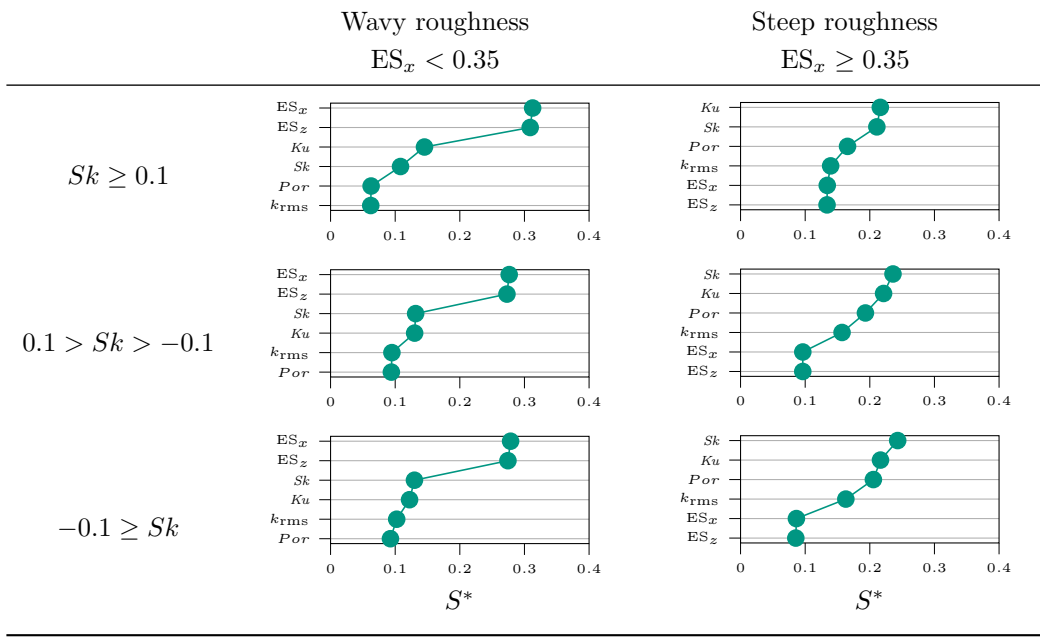 Wavy roughness Steep roughness
ES_x < 0.35 ES_x ≥ 0.35
Sk ≥ 0.1
ES_x
ES_z
Ku
Sk
Por
k_rms
0 0.1 0.2 0.3 0.4
Ku
Sk
Por
k_rms
ES_x
ES_z
0 0.1 0.2 0.3 0.4
0.1 > Sk > −0.1
ES_x
ES_z
Sk
Ku
k_rms
Por
0 0.1 0.2 0.3 0.4
Sk
Ku
Por
k_rms
ES_x
ES_z
0 0.1 0.2 0.3 0.4
−0.1 ≥ Sk
ES_x
ES_z
Sk
Ku
k_rms
Por
0 0.1 0.2 0.3 0.4
S*
Sk
Ku
Por
k_rms
ES_x
ES_z
0 0.1 0.2 0.3 0.4
S*